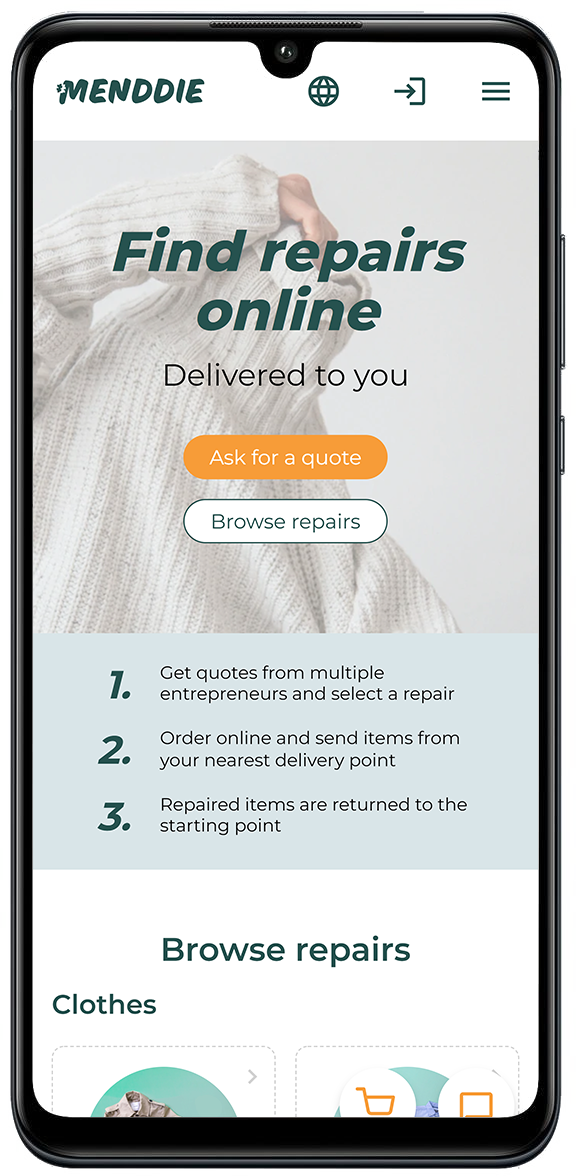 MENDDIE
Find repairs
online
Delivered to you
Ask for a quote
Browse repairs
1. Get quotes from multiple
entrepreneurs and select a repair
2. Order online and send items from
your nearest delivery point
3. Repaired items are returned to the
starting point
Browse repairs
Clothes